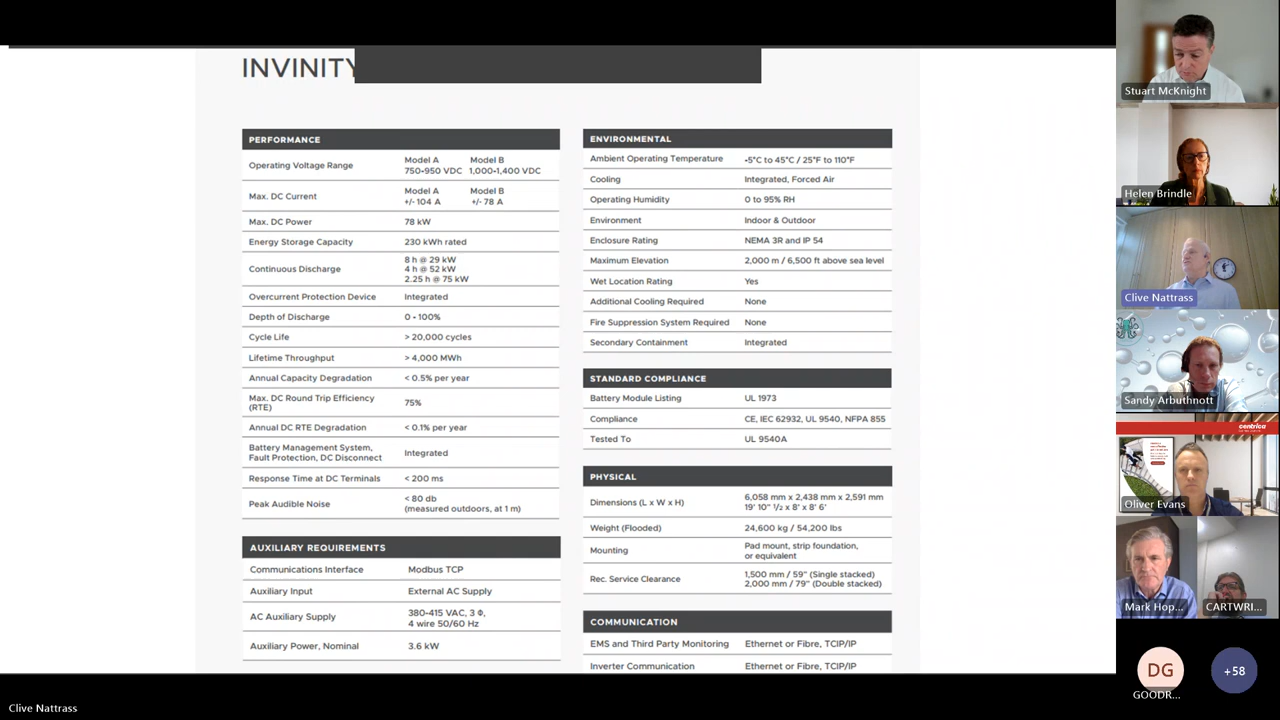 INVINITY
PERFORMANCE
Operating Voltage Range
Model A Model B
750-950 VDC 1,000-1,400 VDC
Max. DC Current
Model A Model B
+/- 104 A +/- 78 A
Max. DC Power 78 kW
Energy Storage Capacity 230 kWh rated
Continuous Discharge
8 h @ 29 kW
4 h @ 52 kW
2.25 h @ 75 kW
Overcurrent Protection Device Integrated
Depth of Discharge 0 - 100%
Cycle Life > 20,000 cycles
Lifetime Throughput > 4,000 MWh
Annual Capacity Degradation < 0.5% per year
Max. DC Round Trip Efficiency
(RTE)
75%
Annual DC RTE Degradation < 0.1% per year
Battery Management System,
Fault Protection, DC Disconnect
Integrated
Response Time at DC Terminals < 200 ms
Peak Audible Noise
< 80 db
(measured outdoors, at 1 m)
AUXILIARY REQUIREMENTS
Communications Interface Modbus TCP
Auxiliary Input External AC Supply
AC Auxiliary Supply
380-415 VAC, 3 Φ,
4 wire 50/60 Hz
Auxiliary Power, Nominal 3.6 kW
ENVIRONMENTAL
Ambient Operating Temperature -5°C to 45°C / 25°F to 110°F
Cooling Integrated, Forced Air
Operating Humidity 0 to 95% RH
Environment Indoor & Outdoor
Enclosure Rating NEMA 3R and IP 54
Maximum Elevation 2,000 m / 6,500 ft above sea level
Wet Location Rating Yes
Additional Cooling Required None
Fire Suppression System Required None
Secondary Containment Integrated
STANDARD COMPLIANCE
Battery Module Listing UL 1973
Compliance CE, IEC 62932, UL 9540, NFPA 855
Tested To UL 9540A
PHYSICAL
Dimensions (L x W x H)
6,058 mm x 2,438 mm x 2,591 mm
19' 10" 1/2 x 8' x 8' 6'
Weight (Flooded) 24,600 kg / 54,200 lbs
Mounting
Pad mount, strip foundation,
or equivalent
Rec. Service Clearance
1,500 mm / 59" (Single stacked)
2,000 mm / 79" (Double stacked)
COMMUNICATION
EMS and Third Party Monitoring Ethernet or Fibre, TCIP/IP
Inverter Communication Ethernet or Fibre, TCIP/IP
Stuart McKnight
Helen Brindle
Clive Nattrass
Sandy Arbuthnott
centrica
Oliver Evans
Mark Hop...
CARTWRI...
DG
GOODR...
+58
Clive Nattrass